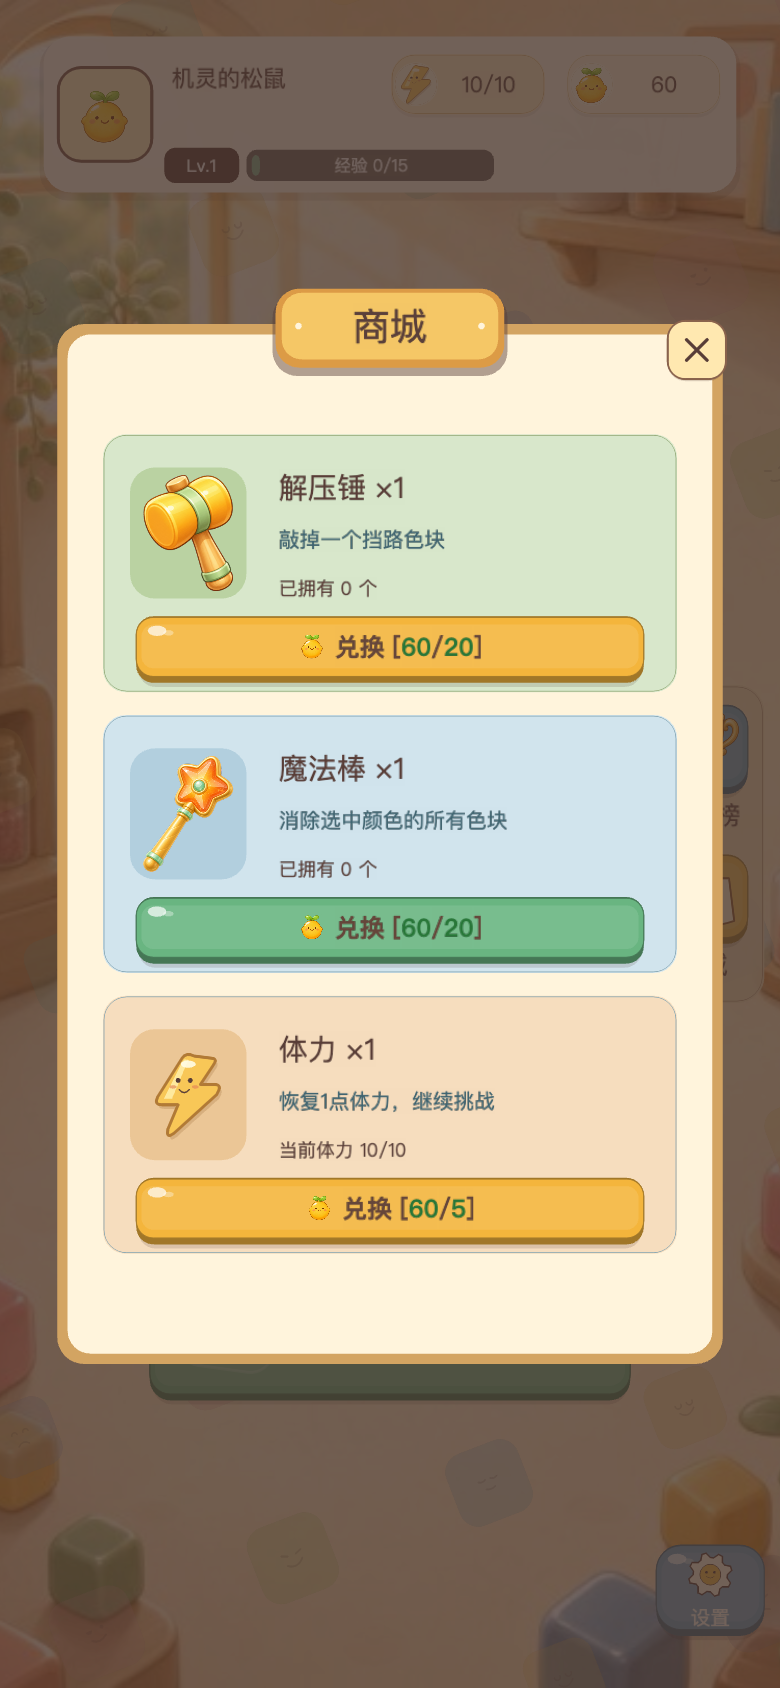 机灵的松鼠
10/10
60
Lv.1
经验 0/15
商城
解压锤 ×1
敲掉一个挡路色块
已拥有 0 个
兑换 [60/20]
魔法棒 ×1
消除选中颜色的所有色块
已拥有 0 个
兑换 [60/20]
体力 ×1
恢复1点体力，继续挑战
当前体力 10/10
兑换 [60/5]
榜
设置